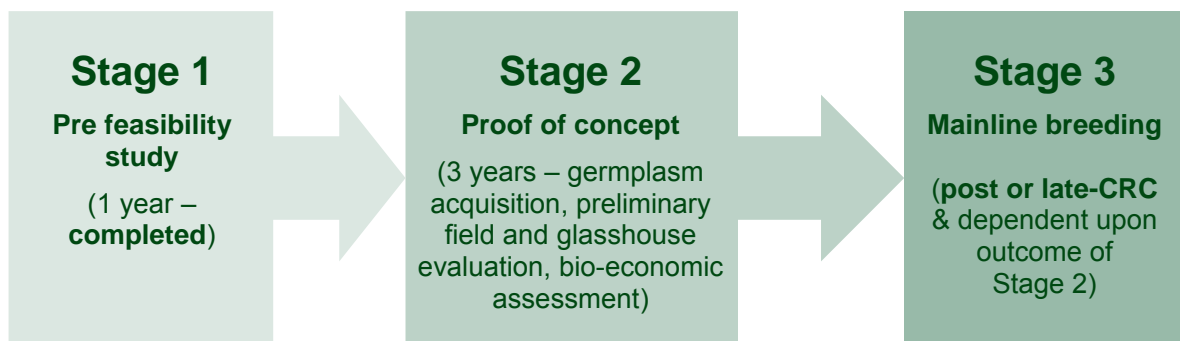 Stage 1
Pre feasibility
study
(1 year –
completed)
Stage 2
Proof of concept
(3 years – germplasm
acquisition, preliminary
field and glasshouse
evaluation, bio-economic
assessment)
Stage 3
Mainline breeding
(post or late-CRC
& dependent upon
outcome of
Stage 2)